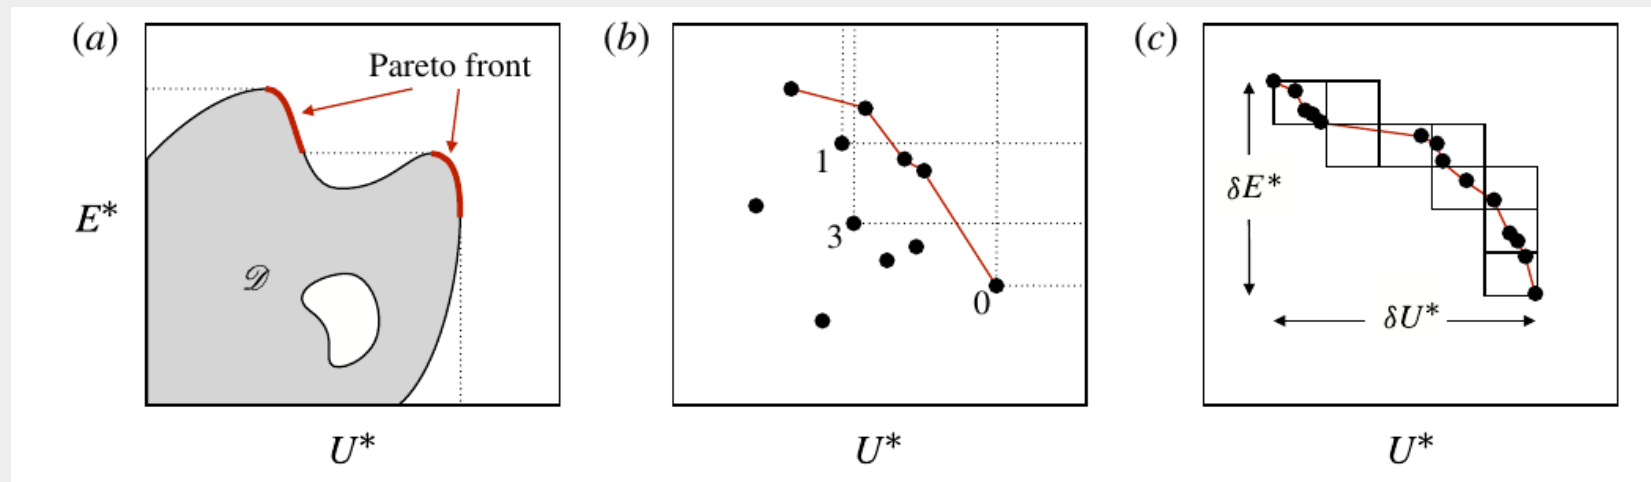 (a)
Pareto front
E*
𝒟
U*
(b)
1
3
0
U*
(c)
δE*
δU*
U*